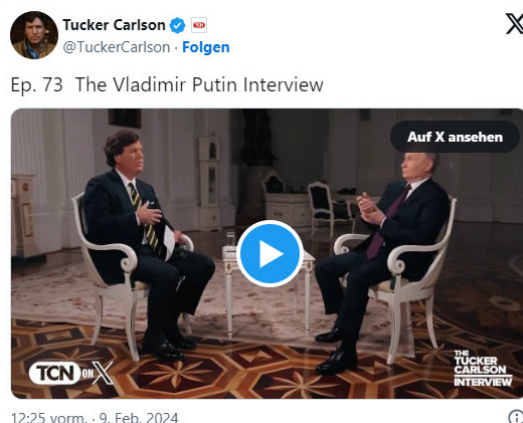 Tucker Carlson TCN
@TuckerCarlson · Folgen
Ep. 73 The Vladimir Putin Interview
Auf X ansehen
TCN ON X
THE
TUCKER
CARLSON
INTERVIEW
12:25 vorm. · 9. Feb. 2024